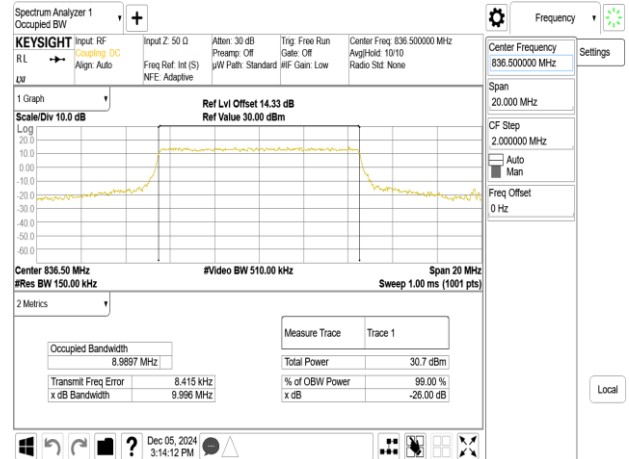 Spectrum Analyzer 1
Occupied BW
KEYSIGHT
RL
LXI
Input: RF
Coupling: DC
Align: Auto
Input Z: 50 Ω
Freq Ref: Int (S)
NFE: Adaptive
Atten: 30 dB
Preamp: Off
µW Path: Standard
Trig: Free Run
Gate: Off
#IF Gain: Low
Center Freq: 836.500000 MHz
Avg|Hold: 10/10
Radio Std: None
1 Graph
Scale/Div 10.0 dB
Ref Lvl Offset 14.33 dB
Ref Value 30.00 dBm
Log
20.0
10.0
0.00
-10.0
-20.0
-30.0
-40.0
-50.0
-60.0
Center 836.50 MHz
#Video BW 510.00 kHz
Span 20 MHz
#Res BW 150.00 kHz
Sweep 1.00 ms (1001 pts)
2 Metrics
Occupied Bandwidth
8.9897 MHz
Transmit Freq Error 8.415 kHz
x dB Bandwidth 9.996 MHz
Measure Trace Trace 1
Total Power 30.7 dBm
% of OBW Power 99.00 %
x dB -26.00 dB
?
Dec 05, 2024
3:14:12 PM
Frequency
Center Frequency
836.500000 MHz
Span
20.000 MHz
CF Step
2.000000 MHz
Auto
Man
Freq Offset
0 Hz
Settings
Local